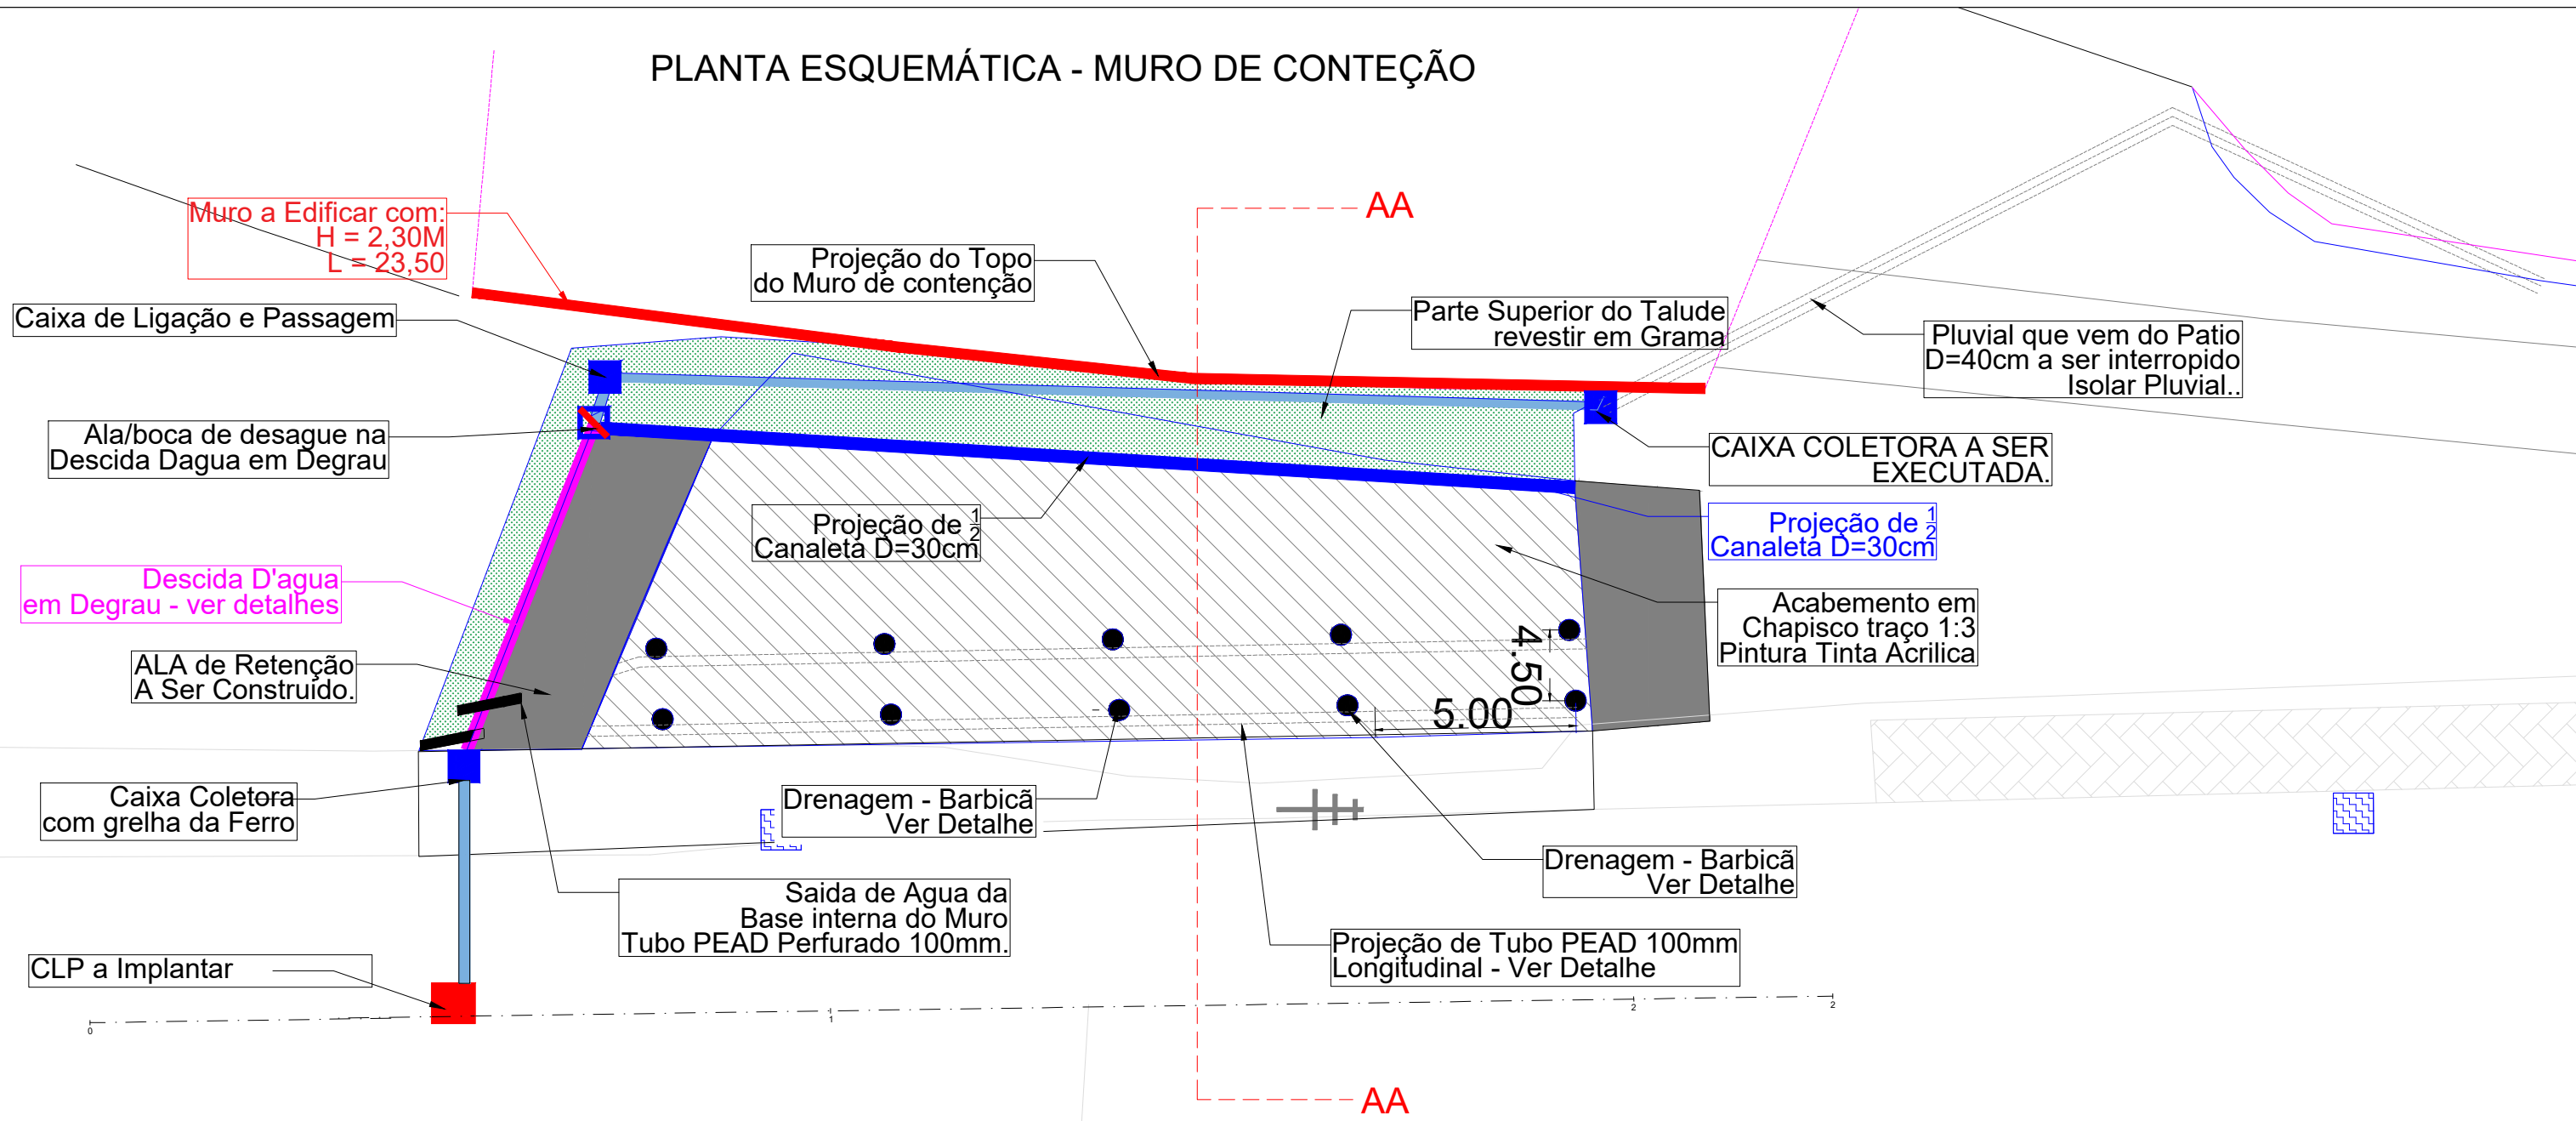 PLANTA ESQUEMÁTICA - MURO DE CONTEÇÃO
AA
Muro a Edificar com:
H = 2,30M
L = 23,50
Projeção do Topo
do Muro de contenção
Caixa de Ligação e Passagem
Parte Superior do Talude
revestir em Grama
Pluvial que vem do Patio
D=40cm a ser interropido
Isolar Pluvial..
Ala/boca de desague na
Descida Dagua em Degrau
CAIXA COLETORA A SER
EXECUTADA.
Projeção de 1/2
Canaleta D=30cm
Projeção de 1/2
Canaleta D=30cm
Descida D'agua
em Degrau - ver detalhes
Acabemento em
Chapisco traço 1:3
Pintura Tinta Acrilica
ALA de Retenção
A Ser Construido.
4.50
5.00
Caixa Coletora
com grelha da Ferro
Drenagem - Barbicã
Ver Detalhe
Drenagem - Barbicã
Ver Detalhe
Saida de Agua da
Base interna do Muro
Tubo PEAD Perfurado 100mm.
Projeção de Tubo PEAD 100mm
Longitudinal - Ver Detalhe
CLP a Implantar
0
1
2
2
AA